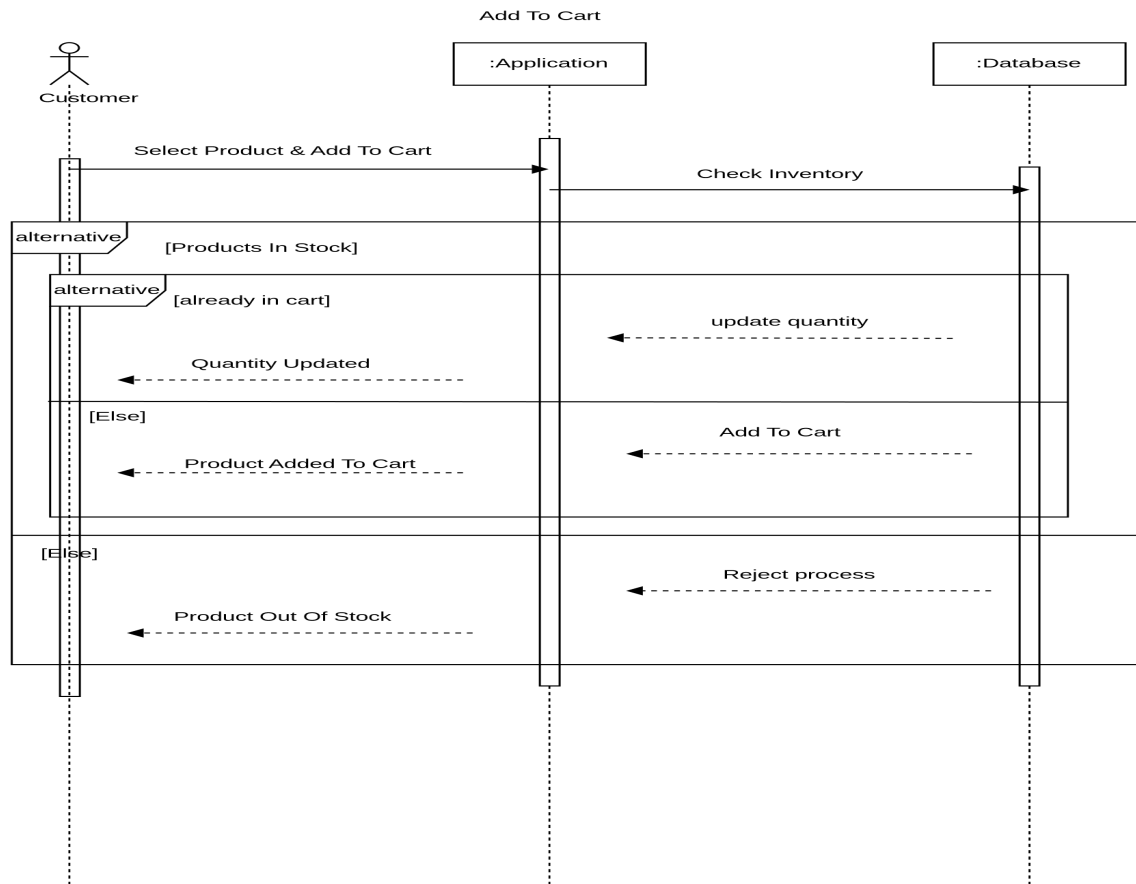 Add To Cart
:Application
:Database
Customer
Select Product & Add To Cart
Check Inventory
alternative
[Products In Stock]
alternative
[already in cart]
update quantity
Quantity Updated
[Else]
Add To Cart
Product Added To Cart
[Else]
Reject process
Product Out Of Stock